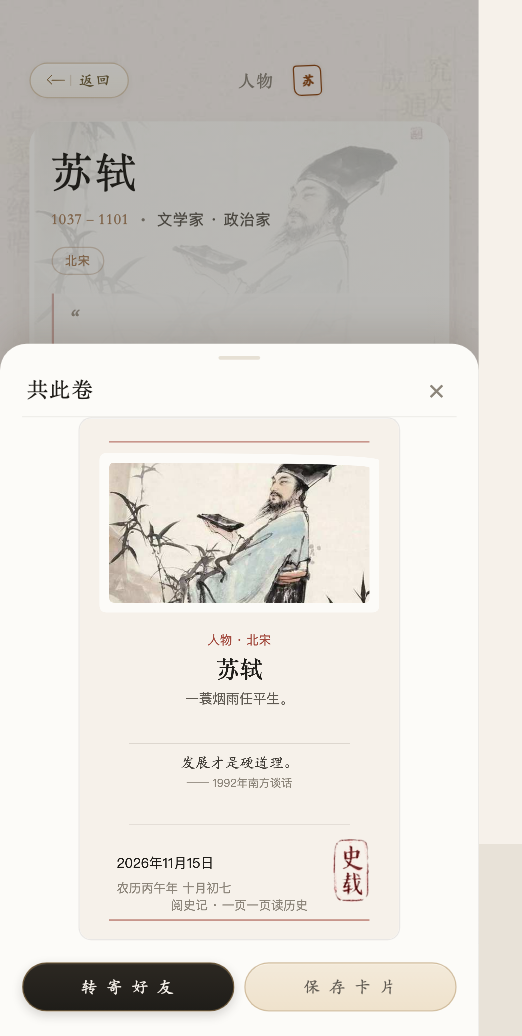 返回
人物
苏
苏轼
1037 – 1101 • 文学家 · 政治家
北宋
“
共此卷
人物 · 北宋
苏轼
一蓑烟雨任平生。
发展才是硬道理。
—— 1992年南方谈话
2026年11月15日
农历丙午年 十月初七
阅史记 · 一页一页读历史
史载
转寄好友
保存卡片